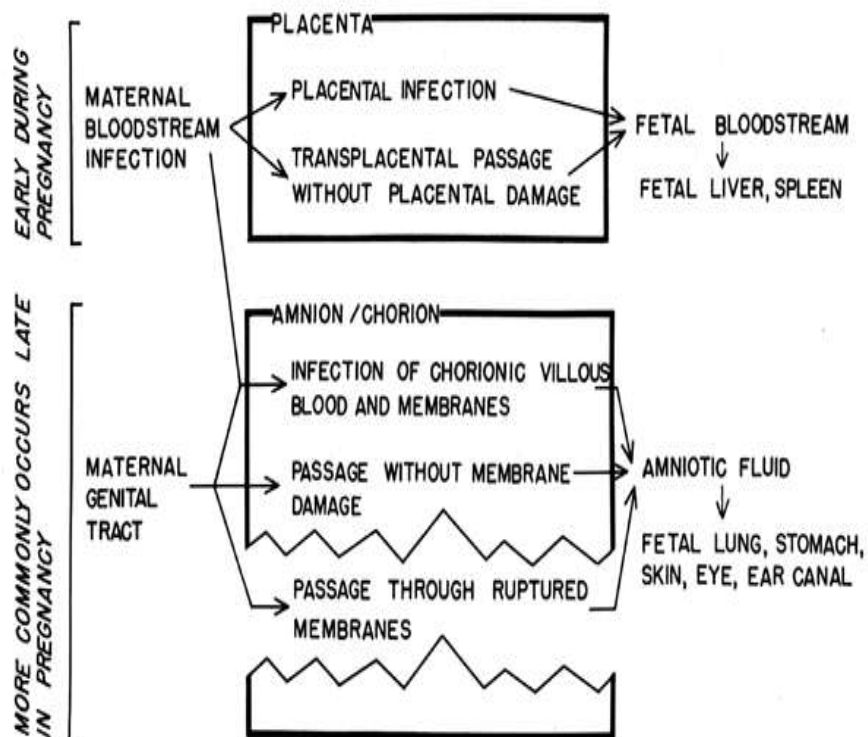 EARLY DURING
PREGNANCY
MATERNAL
BLOODSTREAM
INFECTION
PLACENTA
PLACENTAL INFECTION
TRANSPLACENTAL PASSAGE
WITHOUT PLACENTAL DAMAGE
FETAL BLOODSTREAM
FETAL LIVER, SPLEEN
MORE COMMONLY OCCURS LATE
IN PREGNANCY
MATERNAL
GENITAL
TRACT
AMNION / CHORION
INFECTION OF CHORIONIC VILLOUS
BLOOD AND MEMBRANES
PASSAGE WITHOUT MEMBRANE
DAMAGE
PASSAGE THROUGH RUPTURED
MEMBRANES
AMNIOTIC FLUID
FETAL LUNG, STOMACH,
SKIN, EYE, EAR CANAL